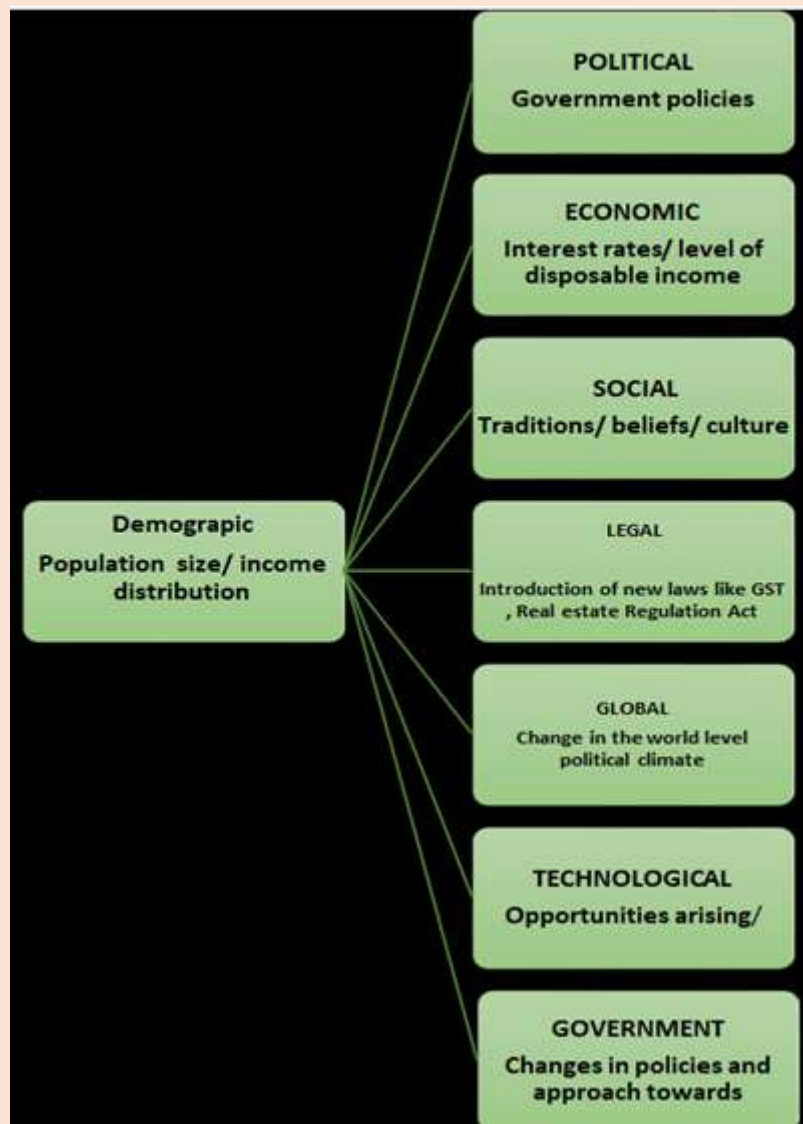 POLITICAL
Government policies
ECONOMIC
Interest rates/ level of
disposable income
SOCIAL
Traditions/ beliefs/ culture
Demograpic
Population size/ income
distribution
LEGAL
Introduction of new laws like GST
, Real estate Regulation Act
GLOBAL
Change in the world level
political climate
TECHNOLOGICAL
Opportunities arising/
GOVERNMENT
Changes in policies and
approach towards